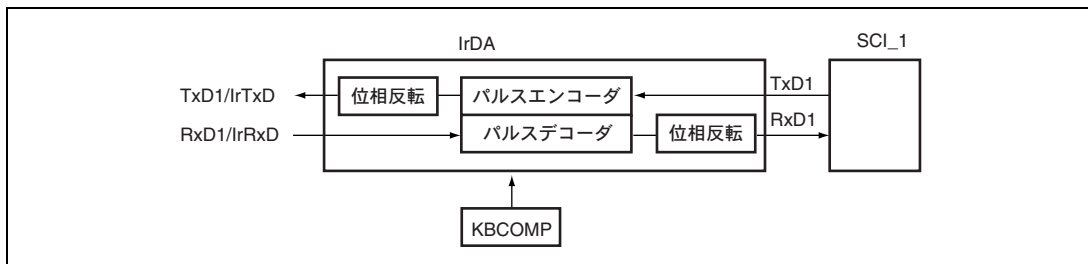 IrDA
SCI_1
TxD1/IrTxD
位相反転
パルスエンコーダ
TxD1
RxD1/IrRxD
パルスデコーダ
位相反転
RxD1
KBCOMP